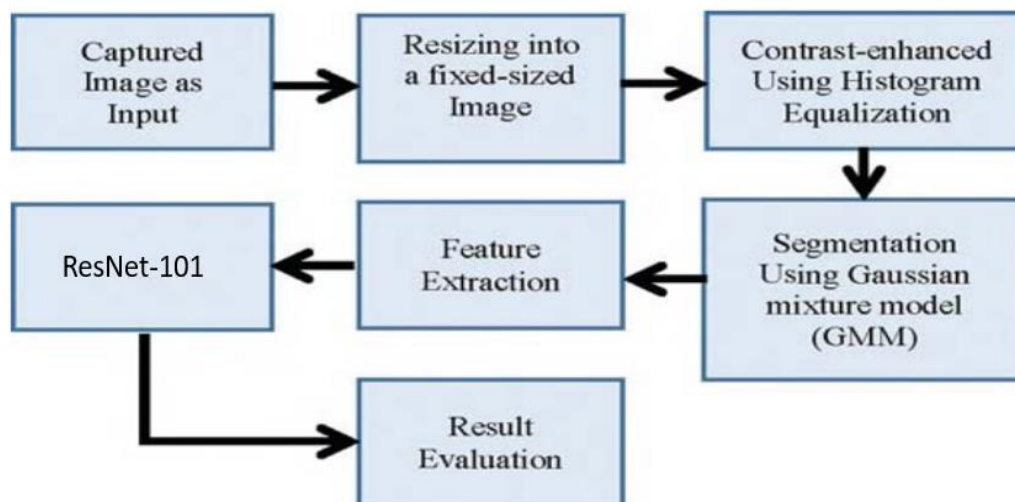 Captured
Image as
Input
Resizing into
a fixed-sized
Image
Contrast-enhanced
Using Histogram
Equalization
Segmentation
Using Gaussian
mixture model
(GMM)
Feature
Extraction
ResNet-101
Result
Evaluation